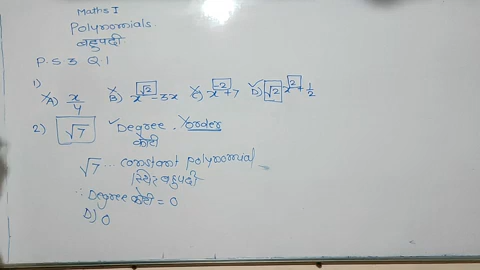 Maths I
Polynomials.
बहुपदी
P.S 3 Q.1
1)
A) x/y B) x^√2 - 3x C) x^-2 + 7 D) √2 x^2 + 1/2
2) √7 Degree. order
कोटी
√7 ... constant polynomial
स्थिर बहुपदी
∴ Degree कोटी = 0
D) 0